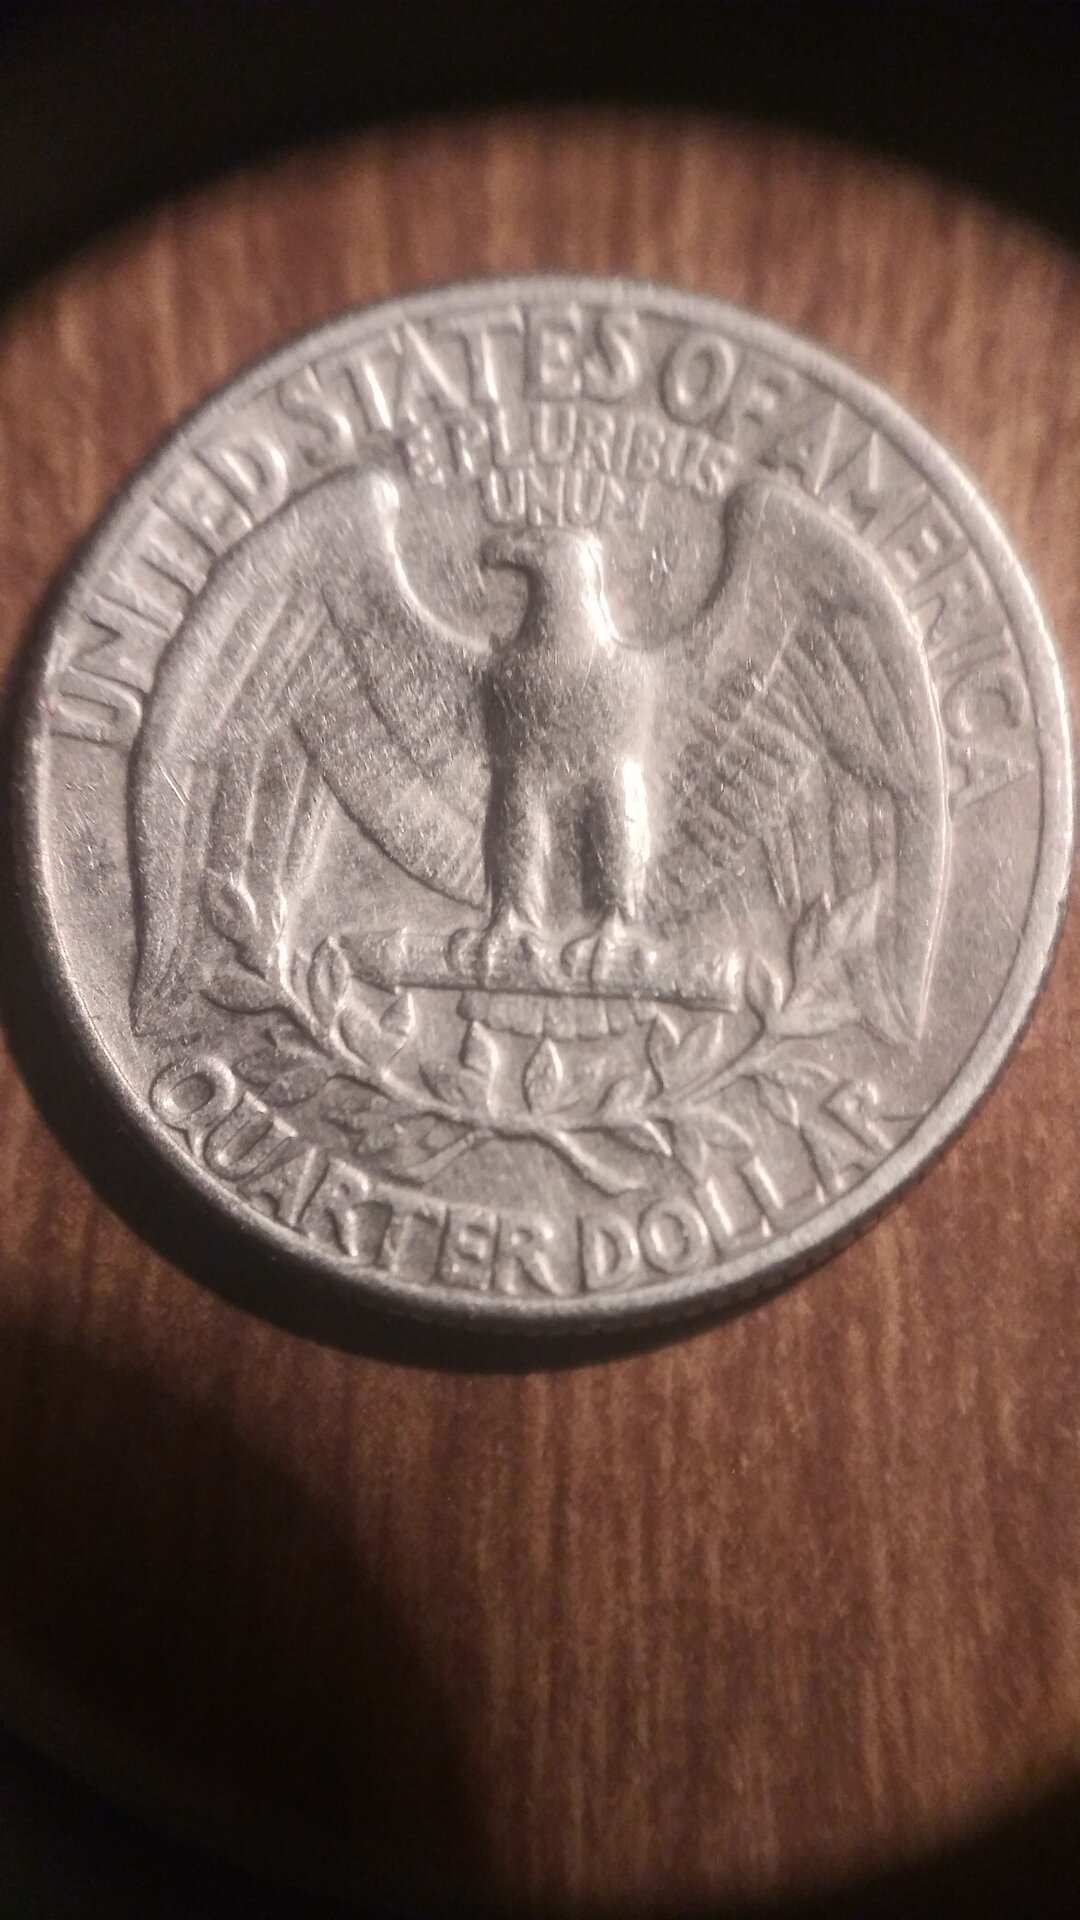 UNITED STATES OF AMERICA
E PLURIBUS
UNUM
QUARTER DOLLAR